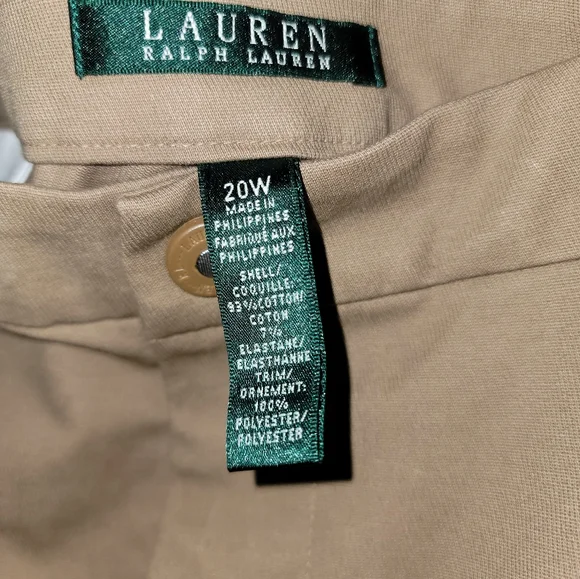 LAUREN
RALPH LAUREN
20W
MADE IN
PHILIPPINES
FABRIQUE AUX
PHILIPPINES
SHELL/
COQUILLE:
93%COTTON/
COTON
7%
ELASTANE/
ELASTHANNE
TRIM/
ORNEMENT:
100%
POLYESTER/
POLYESTER